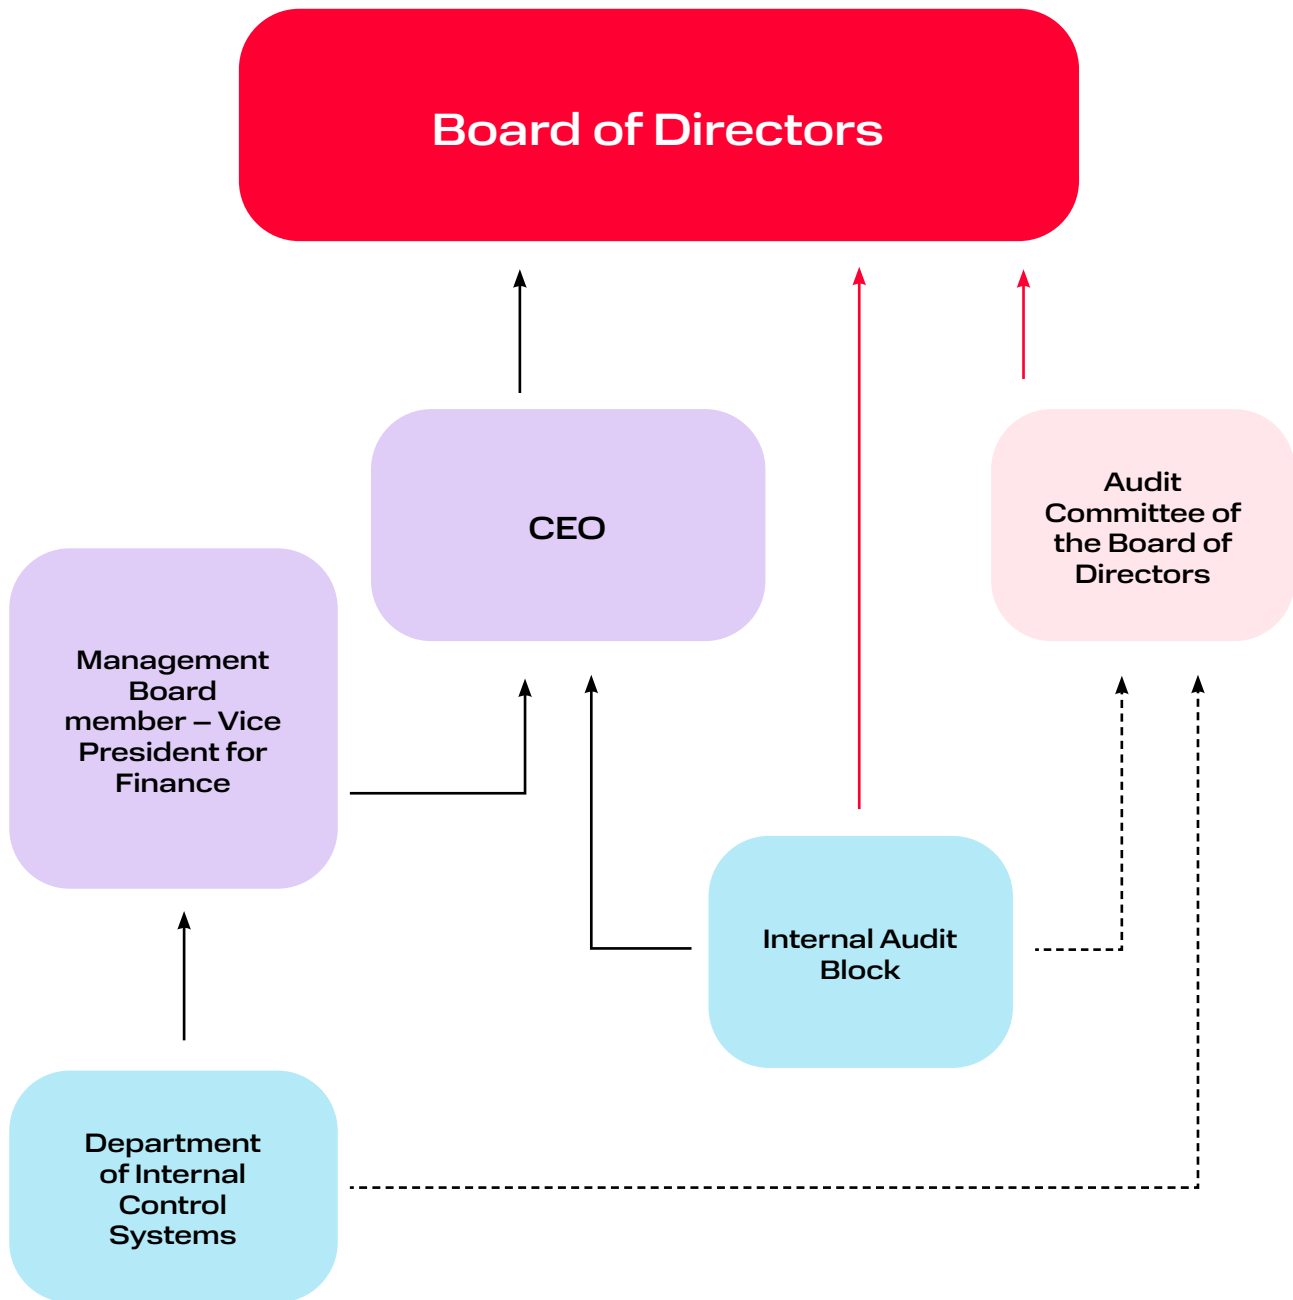 Board of Directors
CEO
Audit
Committee of
the Board of
Directors
Management
Board
member – Vice
President for
Finance
Internal Audit
Block
Department
of Internal
Control
Systems